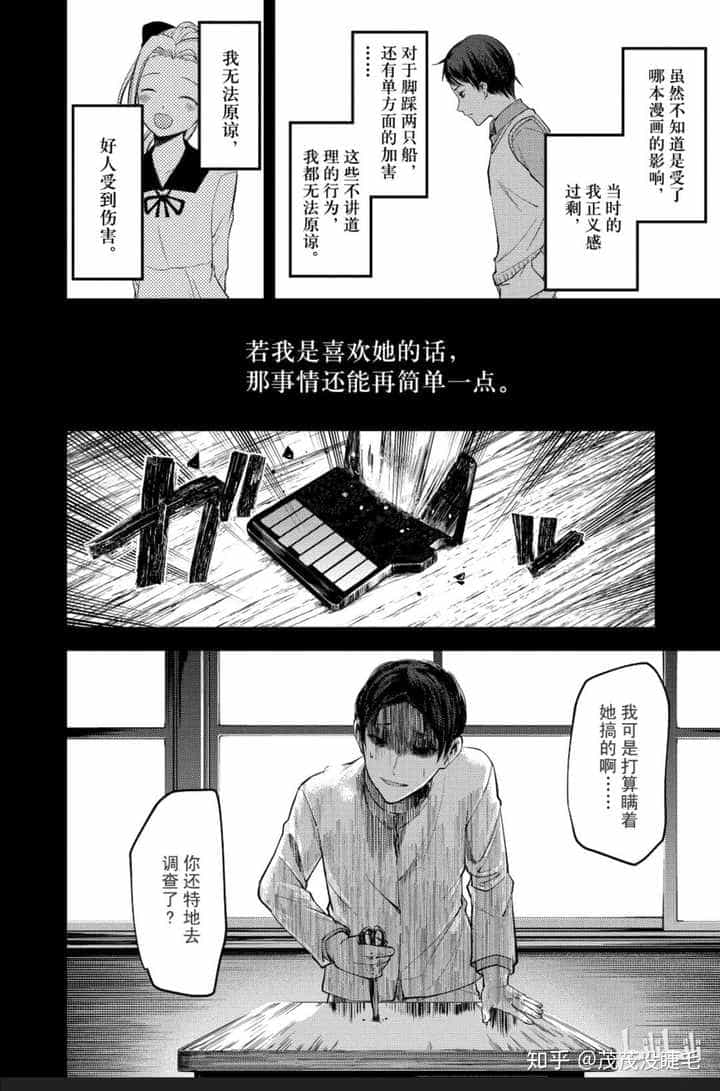 虽然不知道是受了
哪本漫画的影响，
当时的
我正义感
过剩，
对于脚踩两只船，
还有单方面的加害
……
这些不讲道
理的行为，
我都无法原谅。
我无法原谅，
好人受到伤害。
若我是喜欢她的话，
那事情还能再简单一点。
ガッ
我可是打算瞒着
她搞的啊……
你还特地去
调查了？
bilibili
知乎 @茂茂没睫毛